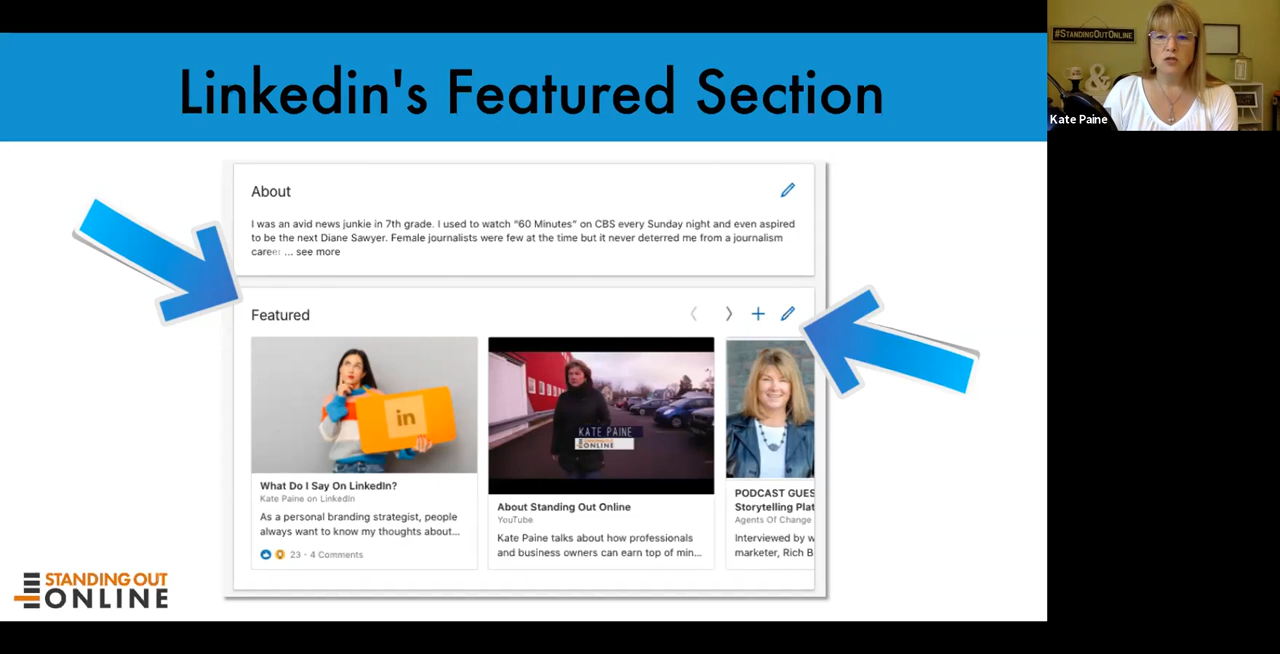 Linkedin's Featured Section
#STANDINGOUTONLINE
&
Kate Paine
About
I was an avid news junkie in 7th grade. I used to watch "60 Minutes" on CBS every Sunday night and even aspired
to be the next Diane Sawyer. Female journalists were few at the time but it never deterred me from a journalism
career ... see more
Featured
in
What Do I Say On LinkedIn?
Kate Paine on LinkedIn
As a personal branding strategist, people
always want to know my thoughts about...
23 - 4 Comments
KATE PAINE
STANDING OUT
ONLINE
About Standing Out Online
YouTube
Kate Paine talks about how professionals
and business owners can earn top of min...
PODCAST GUES
Storytelling Plat
Agents Of Change
Interviewed by w
marketer, Rich B
STANDING OUT
ONLINE